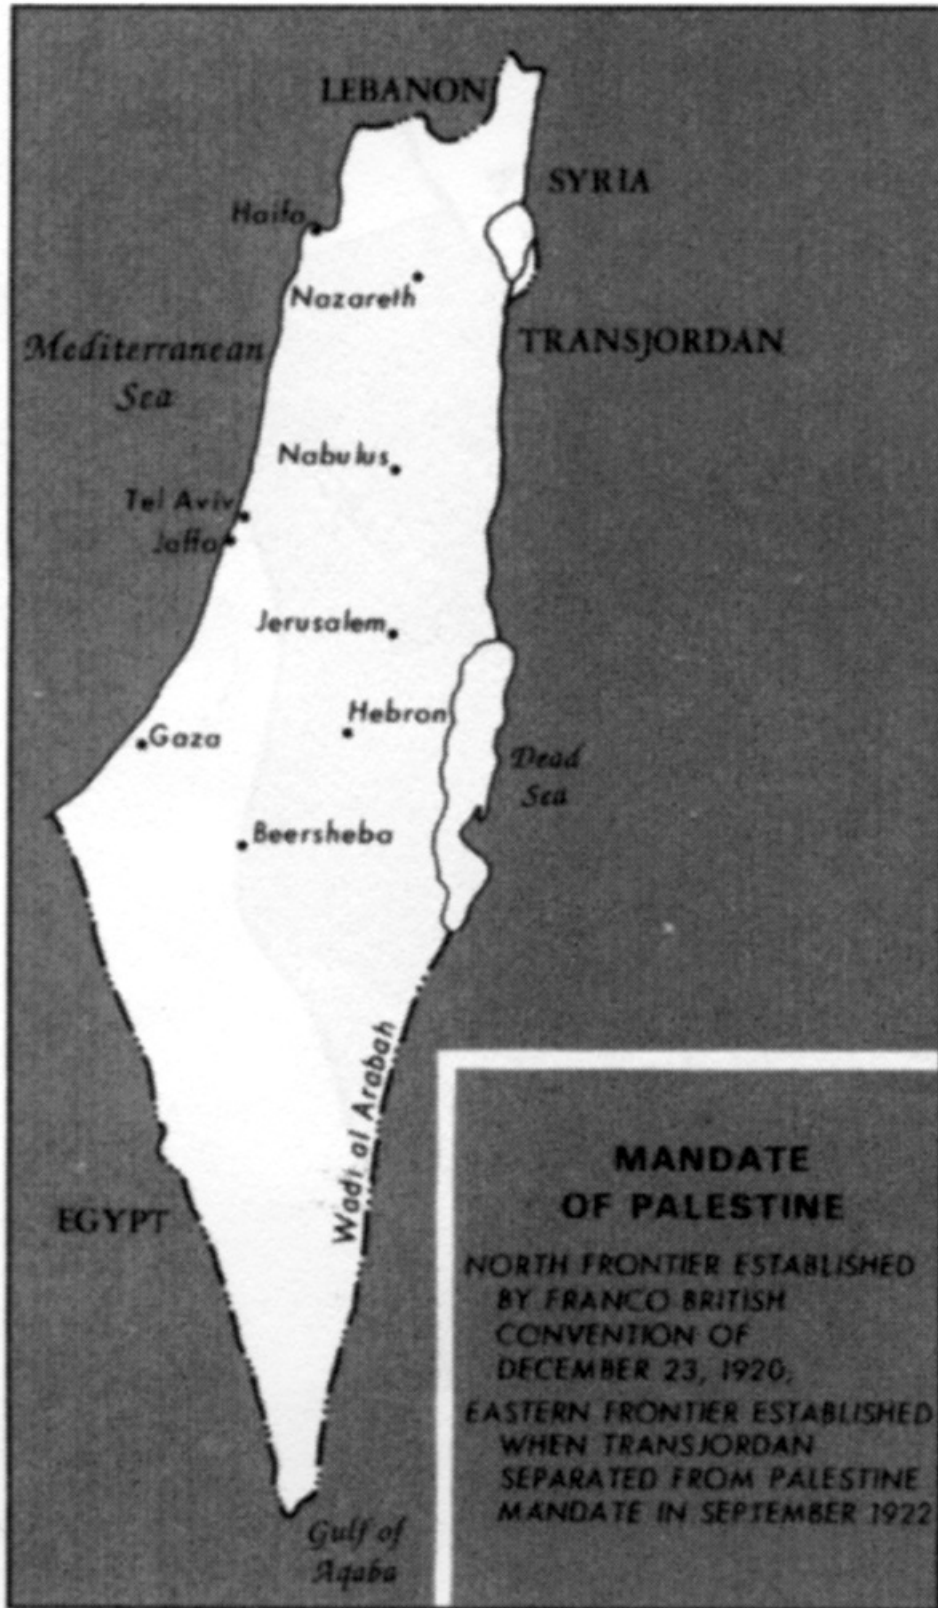 LEBANON
SYRIA
Haifa
Nazareth
Mediterranean
Sea
TRANSJORDAN
Nabulus
Tel Aviv
Jaffa
Jerusalem
Hebron
Gaza
Dead
Sea
Beersheba
Wadi al Arabah
EGYPT
Gulf of
Aqaba
MANDATE
OF PALESTINE
NORTH FRONTIER ESTABLISHED
BY FRANCO BRITISH
CONVENTION OF
DECEMBER 23, 1920,
EASTERN FRONTIER ESTABLISHED
WHEN TRANSJORDAN
SEPARATED FROM PALESTINE
MANDATE IN SEPTEMBER 1922